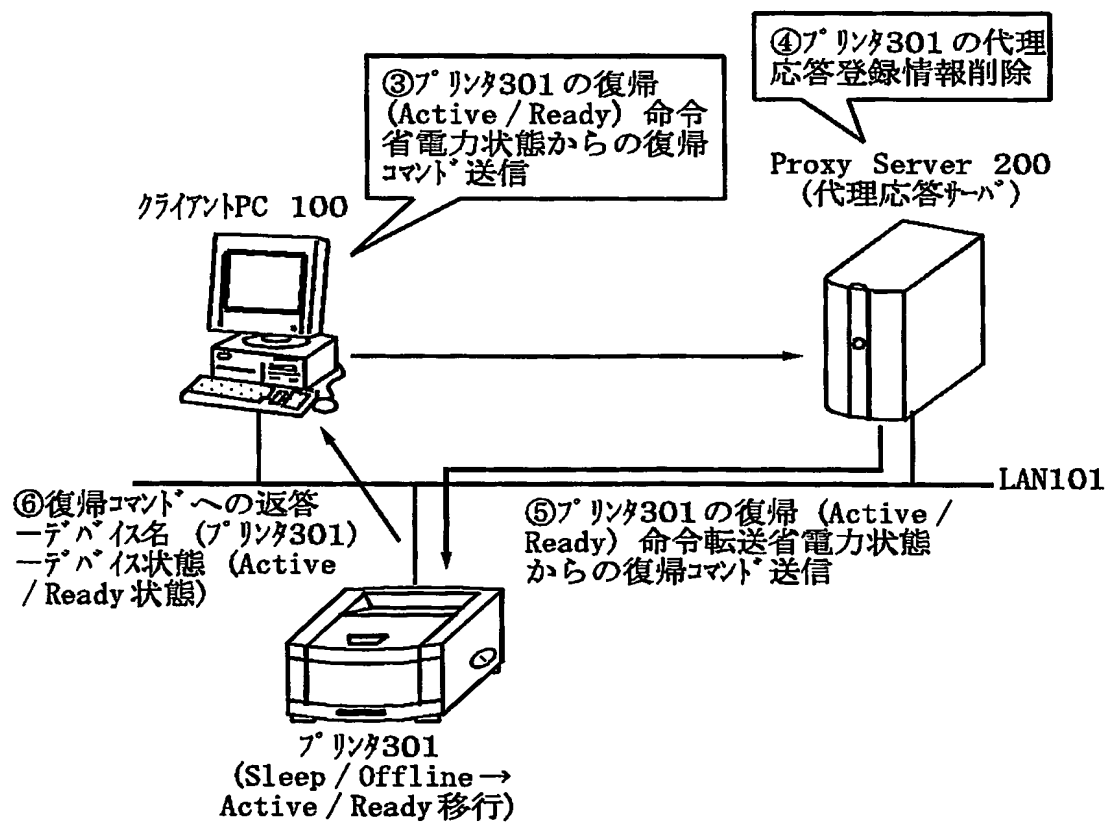 ④プリンタ301の代理
応答登録情報削除
③プリンタ301の復帰
(Active / Ready) 命令
省電力状態からの復帰
コマンド送信
Proxy Server 200
(代理応答サーバ)
クライアントPC 100
LAN101
⑥復帰コマンドへの返答
ーデバイス名 (プリンタ301)
ーデバイス状態 (Active
/ Ready 状態)
⑤プリンタ301の復帰 (Active /
Ready) 命令転送省電力状態
からの復帰コマンド送信
プリンタ301
(Sleep / Offline→
Active / Ready 移行)